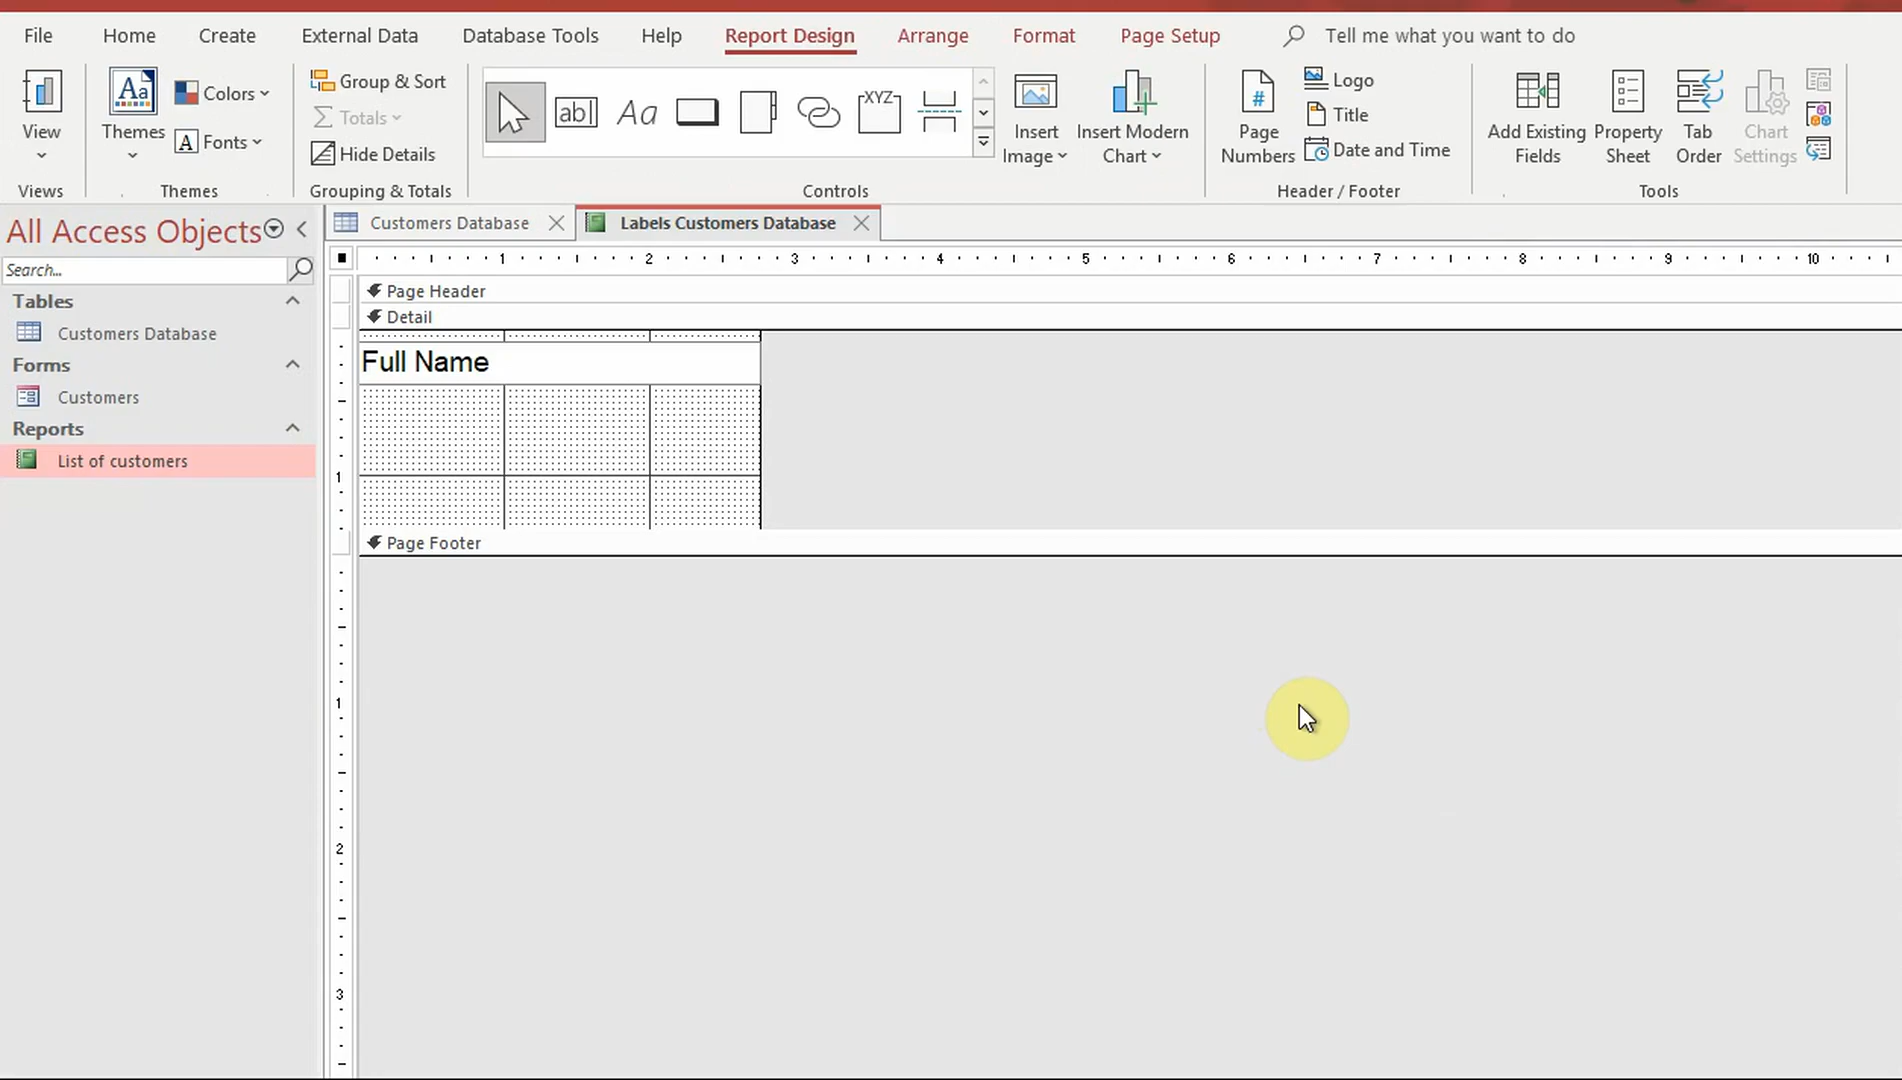 File Home Create External Data Database Tools Help Report Design Arrange Format Page Setup Tell me what you want to do
View
Views
Aa
Themes
Colors
A Fonts
Themes
Group & Sort
Totals
Hide Details
Grouping & Totals
ab Aa XYZ
Insert Image
Insert Modern Chart
Controls
# Page Numbers
Logo
Title
Date and Time
Header / Footer
Add Existing Fields
Property Sheet
Tab Order
Chart Settings
Tools
All Access Objects
Search...
Tables
Customers Database
Forms
Customers
Reports
List of customers
Customers Database
Labels Customers Database
1 2 3 4 5 6 7 8 9 10
Page Header
Detail
Full Name
1
Page Footer
1
2
3